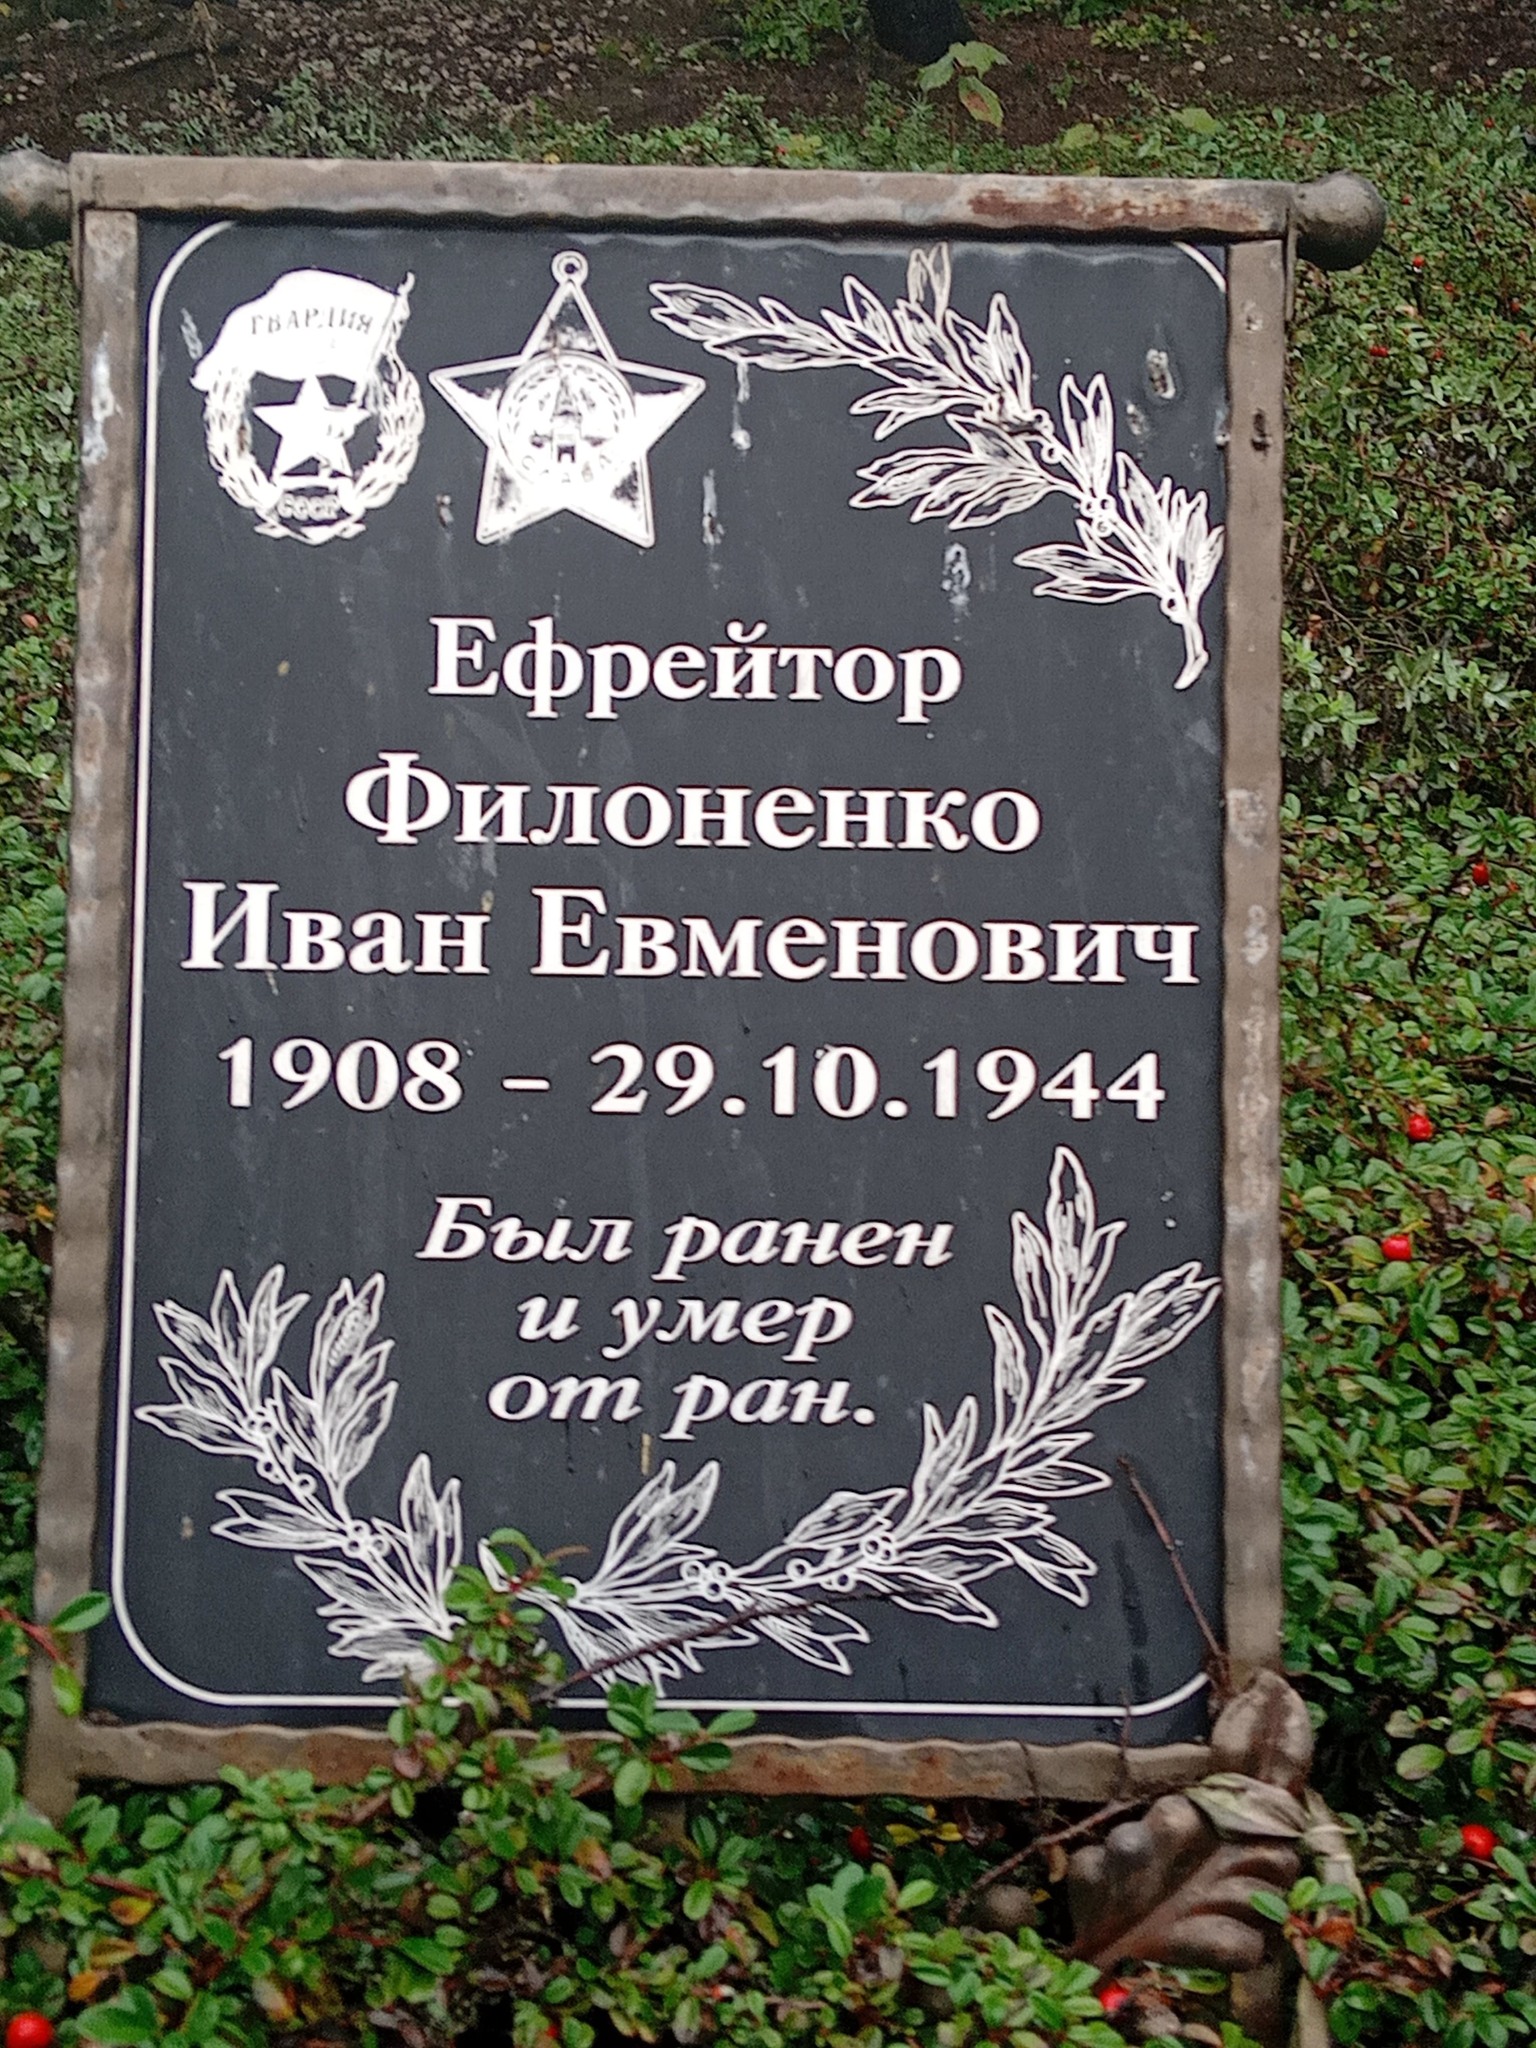 ГВАРДИЯ
СССР
Ефрейтор
Филоненко
Иван Евменович
1908 - 29.10.1944
Был ранен
и умер
от ран.